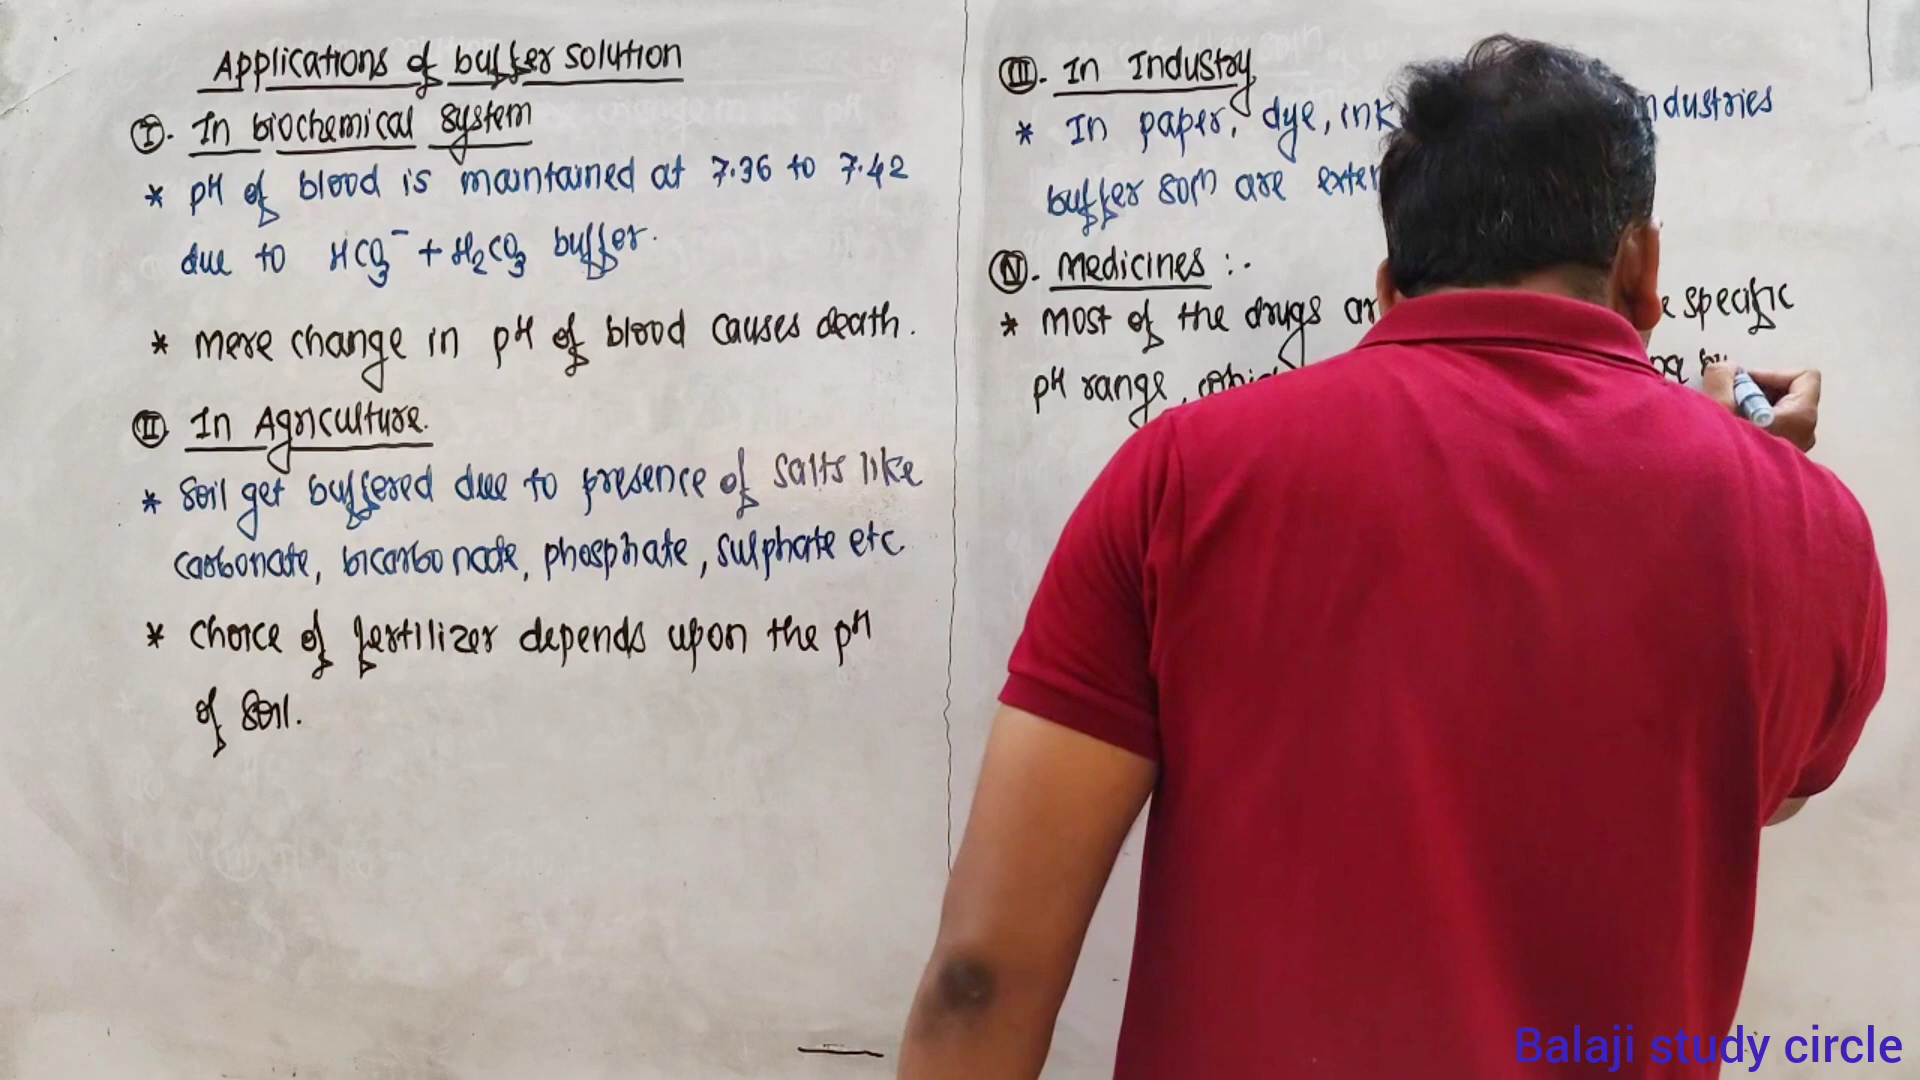 Applications of buffer solution
I. In biochemical system
* pH of blood is maintained at 7.36 to 7.42
due to HCO₃⁻ + H₂CO₃ buffer.
* mere change in pH of blood causes death.
II. In Agriculture.
* Soil get buffered due to presence of salts like
carbonate, bicarbonate, phosphate, sulphate etc.
* choice of fertilizer depends upon the pH
of soil.
III. In Industry
* In paper, dye, ink ndustries
buffer soln are exten
IV. Medicines :-
* most of the drugs ar specific
pH range,
Balaji study circle